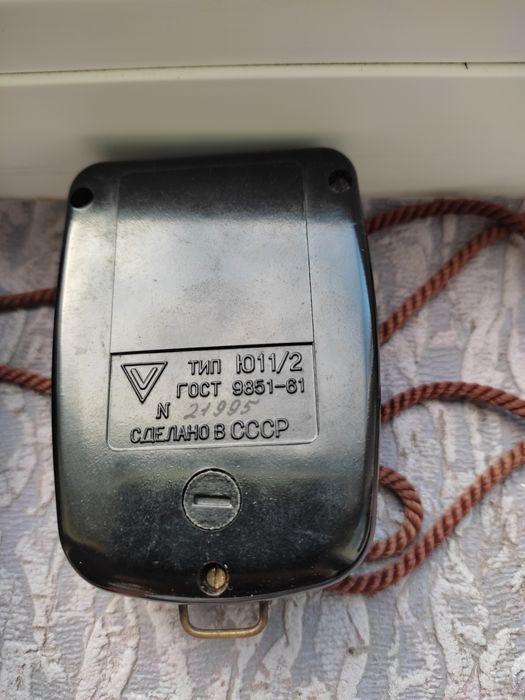 ТИП Ю11/2
ГОСТ 9851-61
N 21995
СДЕЛАНО В СССР